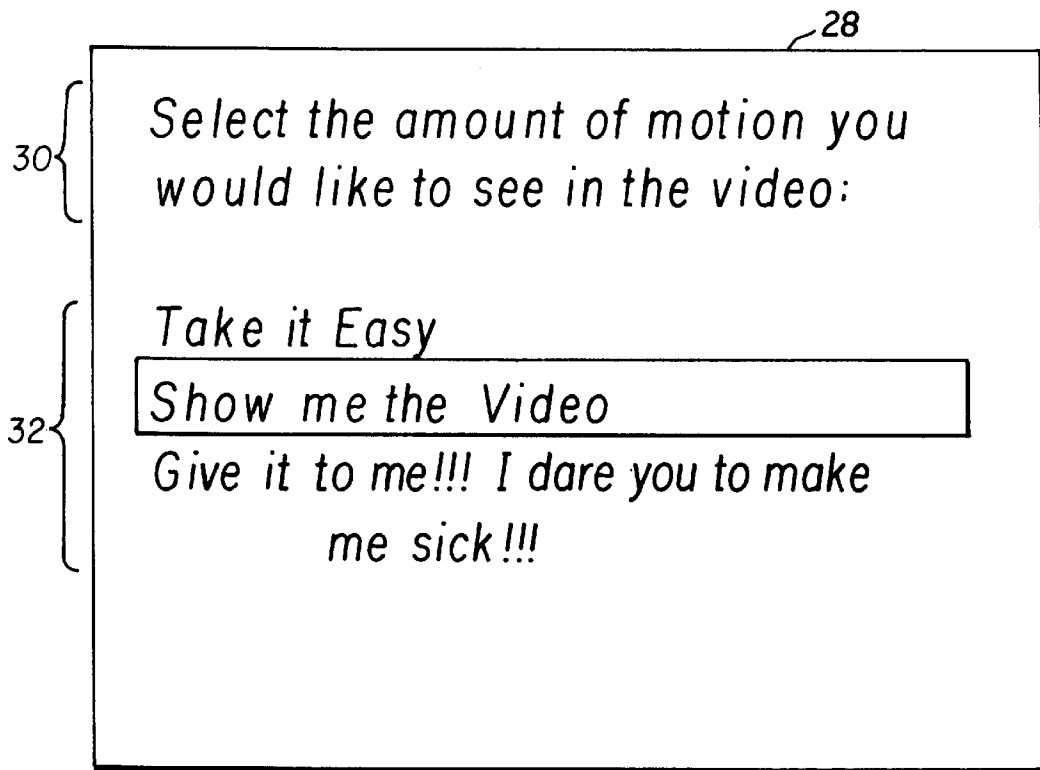 28
30
Select the amount of motion you
would like to see in the video:
32
Take it Easy
Show me the Video
Give it to me!!! I dare you to make
me sick!!!